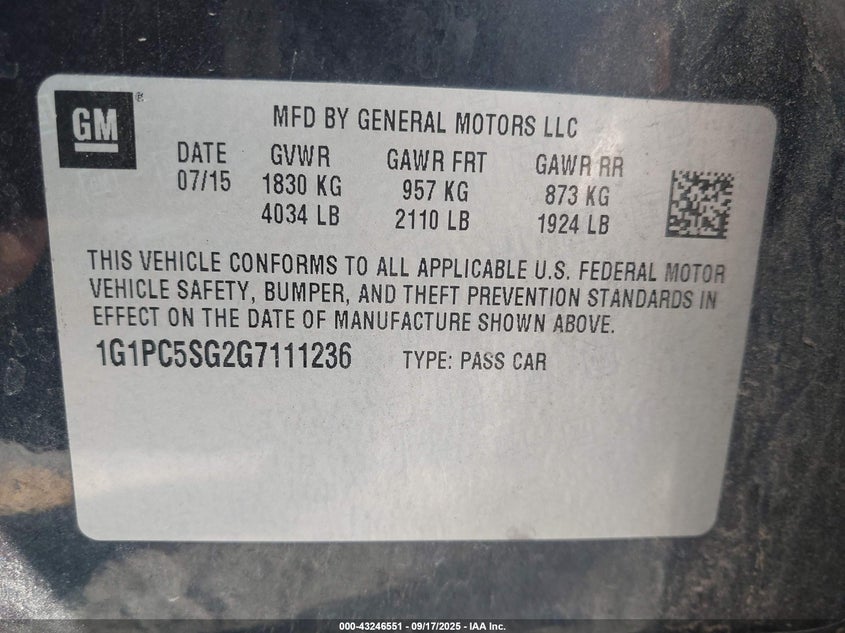 GM®
MFD BY GENERAL MOTORS LLC
DATE GVWR GAWR FRT GAWR RR
07/15 1830 KG 957 KG 873 KG
4034 LB 2110 LB 1924 LB
THIS VEHICLE CONFORMS TO ALL APPLICABLE U.S. FEDERAL MOTOR
VEHICLE SAFETY, BUMPER, AND THEFT PREVENTION STANDARDS IN
EFFECT ON THE DATE OF MANUFACTURE SHOWN ABOVE.
1G1PC5SG2G7111236 TYPE: PASS CAR
000-43246551 — 09/17/2025 — IAA Inc.